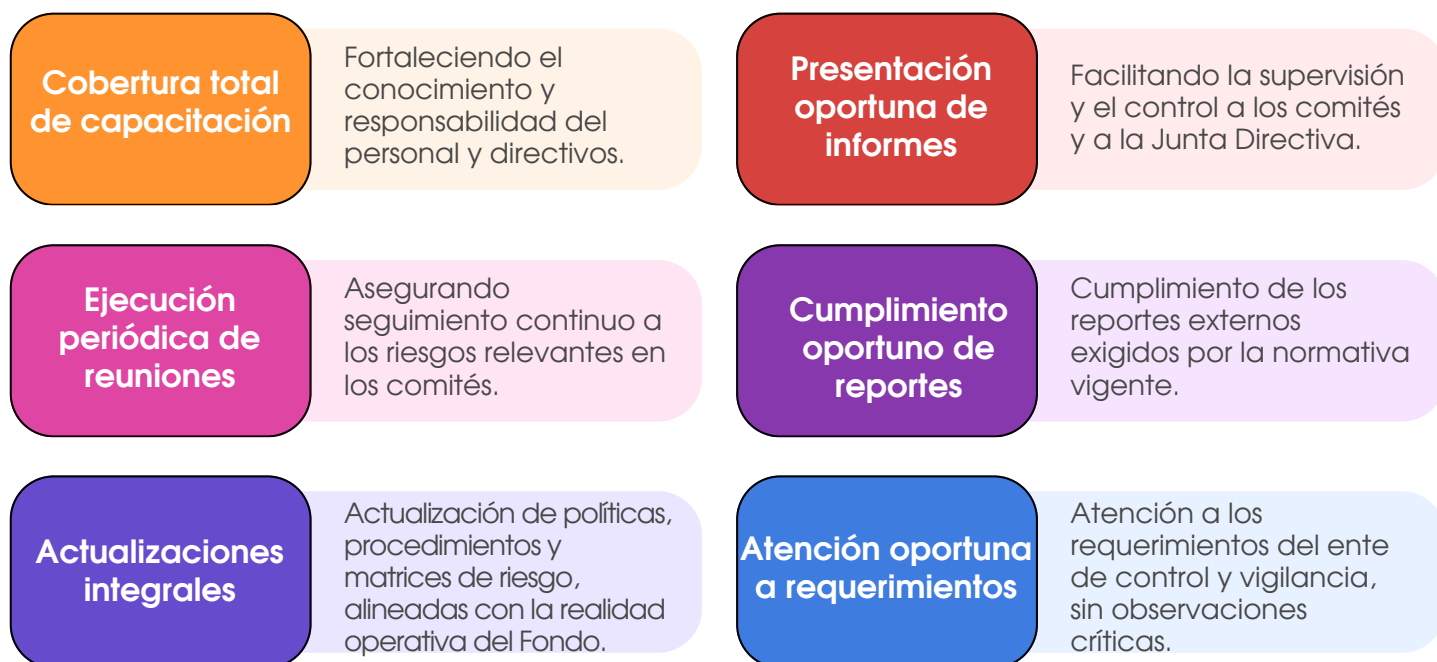 Cobertura total
de capacitación
Fortaleciendo el
conocimiento y
responsabilidad del
personal y directivos.
Presentación
oportuna de
informes
Facilitando la supervisión
y el control a los comités
y a la Junta Directiva.
Ejecución
periódica de
reuniones
Asegurando
seguimiento continuo a
los riesgos relevantes en
los comités.
Cumplimiento
oportuno de
reportes
Cumplimiento de los
reportes externos
exigidos por la normativa
vigente.
Actualizaciones
integrales
Actualización de políticas,
procedimientos y
matrices de riesgo,
alineadas con la realidad
operativa del Fondo.
Atención oportuna
a requerimientos
Atención a los
requerimientos del ente
de control y vigilancia,
sin observaciones
críticas.